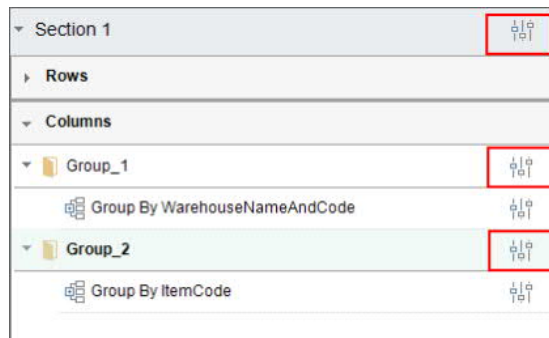 Section 1
Rows
Columns
Group_1
Group By WarehouseNameAndCode
Group_2
Group By ItemCode